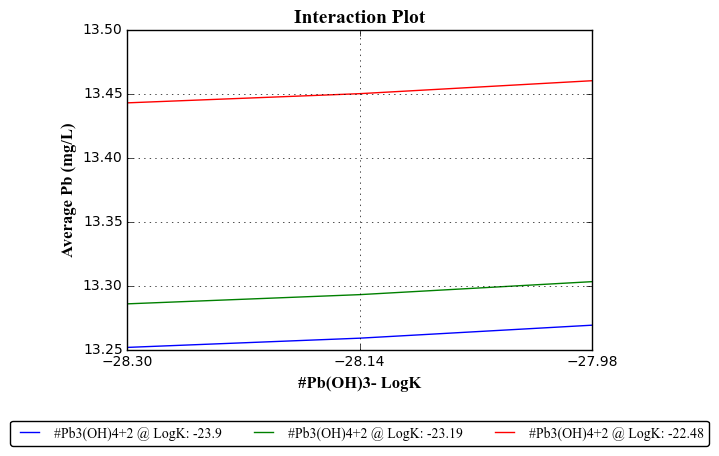 Interaction Plot
13.50
13.45
13.40
13.35
13.30
13.25
Average Pb (mg/L)
−28.30 −28.14 −27.98
#Pb(OH)3- LogK
#Pb3(OH)4+2 @ LogK: -23.9 #Pb3(OH)4+2 @ LogK: -23.19 #Pb3(OH)4+2 @ LogK: -22.48